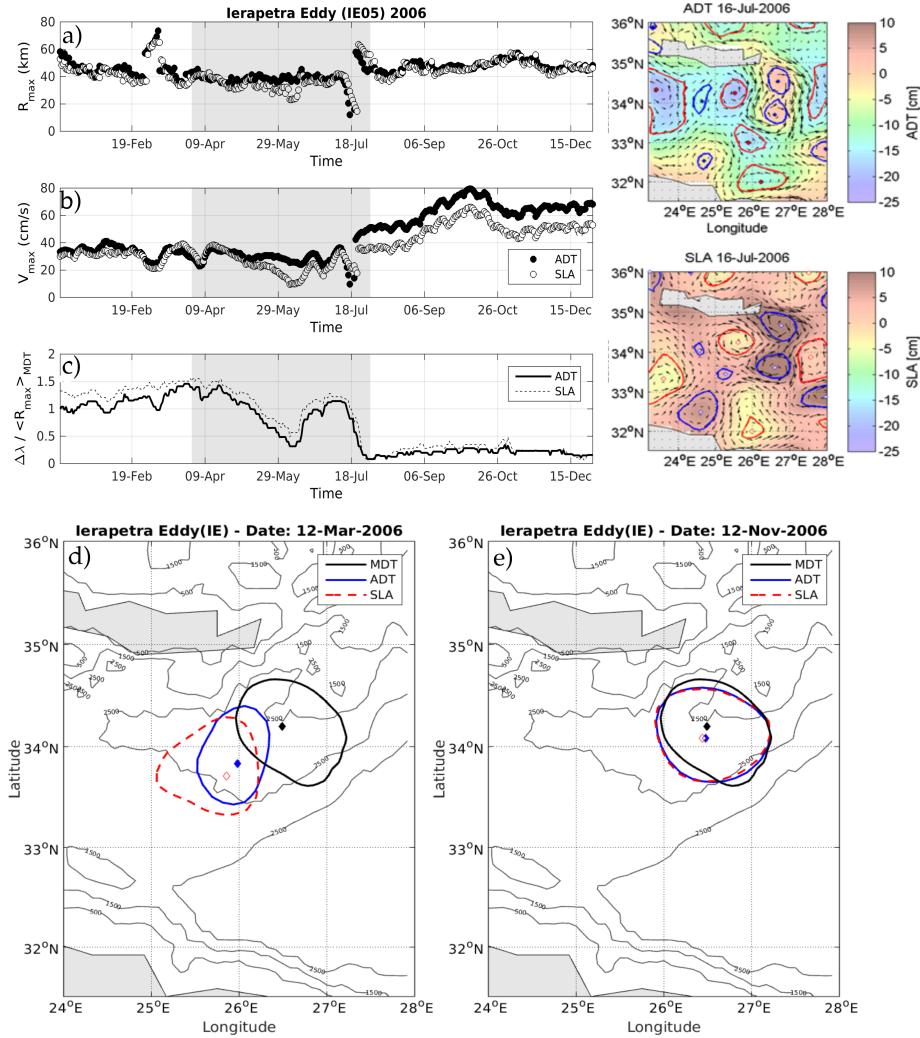 Ierapetra Eddy (IE05) 2006
a)
80
60
40
20
0
R_max (km)
19-Feb 09-Apr 29-May 18-Jul 06-Sep 26-Oct 15-Dec
Time
b)
80
60
40
20
0
V_max (cm/s)
ADT
SLA
19-Feb 09-Apr 29-May 18-Jul 06-Sep 26-Oct 15-Dec
Time
c)
2
1.5
1
0.5
0
Δλ / <R_max>_MDT
ADT
SLA
19-Feb 09-Apr 29-May 18-Jul 06-Sep 26-Oct 15-Dec
Time
ADT 16-Jul-2006
36°N
35°N
34°N
33°N
32°N
24°E 25°E 26°E 27°E 28°E
Longitude
10
5
0
-5
-10
-15
-20
-25
ADT [cm]
SLA 16-Jul-2006
36°N
35°N
34°N
33°N
32°N
24°E 25°E 26°E 27°E 28°E
Longitude
10
5
0
-5
-10
-15
-20
-25
SLA [cm]
Ierapetra Eddy(IE) - Date: 12-Mar-2006
d)
MDT
ADT
SLA
36°N
35°N
34°N
33°N
32°N
Latitude
24°E 25°E 26°E 27°E 28°E
Longitude
Ierapetra Eddy(IE) - Date: 12-Nov-2006
e)
MDT
ADT
SLA
36°N
35°N
34°N
33°N
32°N
Latitude
24°E 25°E 26°E 27°E 28°E
Longitude